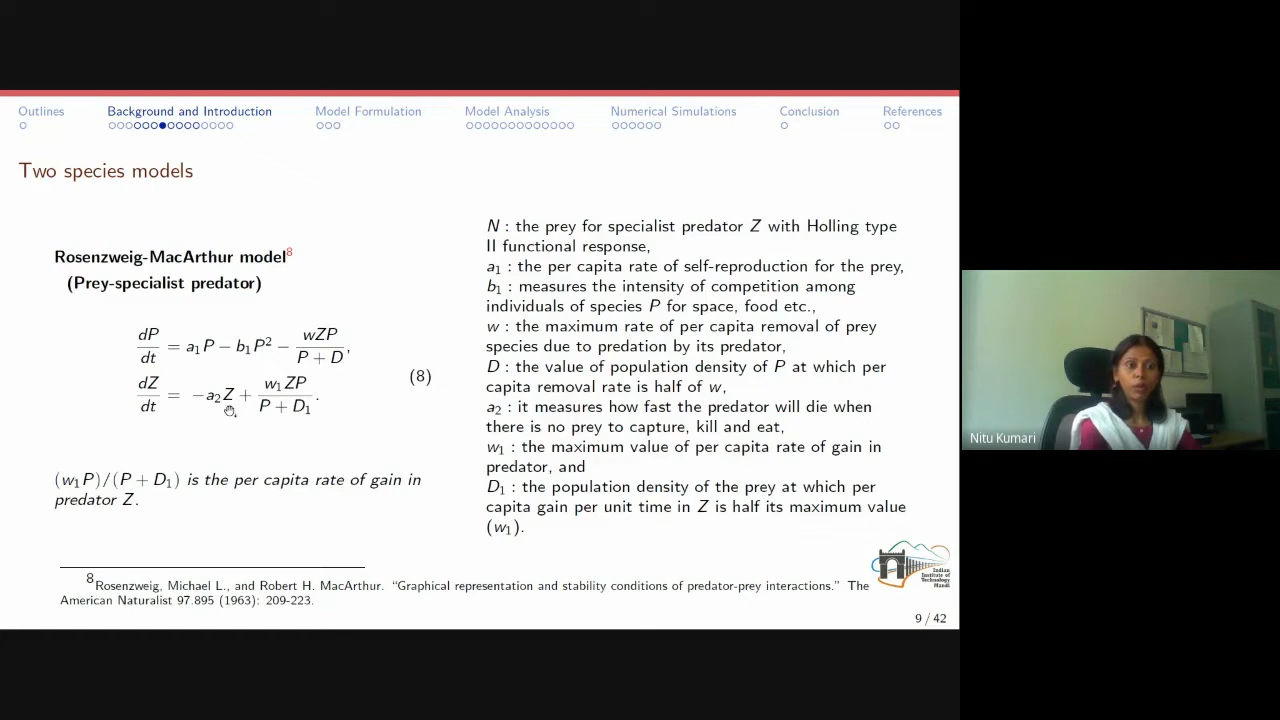 Outlines
Background and Introduction
Model Formulation
Model Analysis
Numerical Simulations
Conclusion
References
Two species models
Rosenzweig-MacArthur model⁸
(Prey-specialist predator)
dP/dt = a₁P − b₁P² − wZP/(P + D),
dZ/dt = −a₂Z + w₁ZP/(P + D₁).
(8)
(w₁P)/(P + D₁) is the per capita rate of gain in
predator Z.
N : the prey for specialist predator Z with Holling type
II functional response,
a₁ : the per capita rate of self-reproduction for the prey,
b₁ : measures the intensity of competition among
individuals of species P for space, food etc.,
w : the maximum rate of per capita removal of prey
species due to predation by its predator,
D : the value of population density of P at which per
capita removal rate is half of w,
a₂ : it measures how fast the predator will die when
there is no prey to capture, kill and eat,
w₁ : the maximum value of per capita rate of gain in
predator, and
D₁ : the population density of the prey at which per
capita gain per unit time in Z is half its maximum value
(w₁).
⁸Rosenzweig, Michael L., and Robert H. MacArthur. “Graphical representation and stability conditions of predator-prey interactions.” The
American Naturalist 97.895 (1963): 209-223.
Indian
Institute of
Technology
Mandi
9 / 42
Nitu Kumari